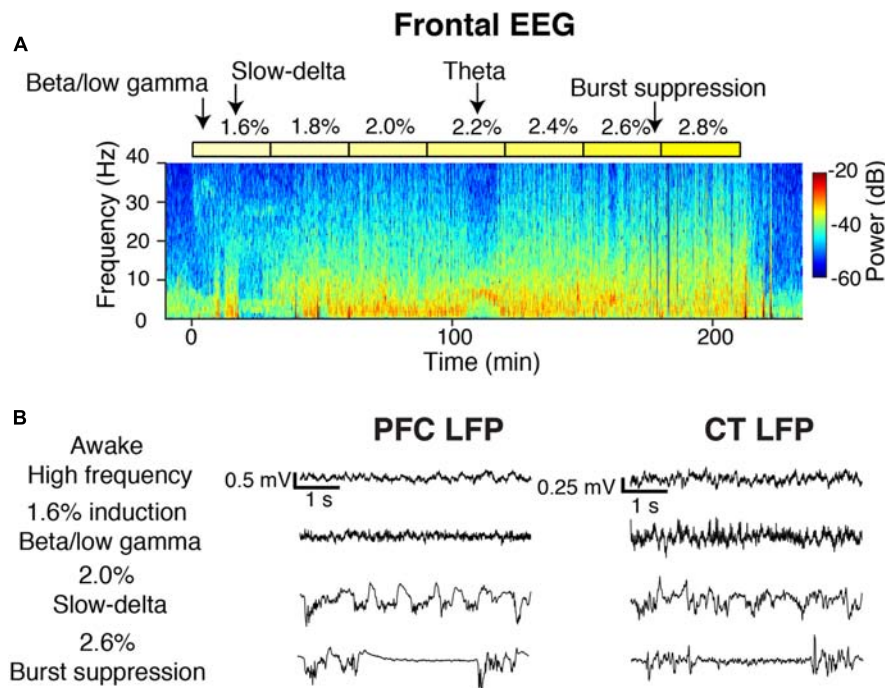 Frontal EEG
A
Beta/low gamma
Slow-delta
Theta
Burst suppression
1.6% 1.8% 2.0% 2.2% 2.4% 2.6% 2.8%
Frequency (Hz)
40
30
20
10
0
0 100 200
Time (min)
-20
-40
-60
Power (dB)
B
PFC LFP
CT LFP
Awake
High frequency
0.5 mV
1 s
0.25 mV
1 s
1.6% induction
Beta/low gamma
2.0%
Slow-delta
2.6%
Burst suppression